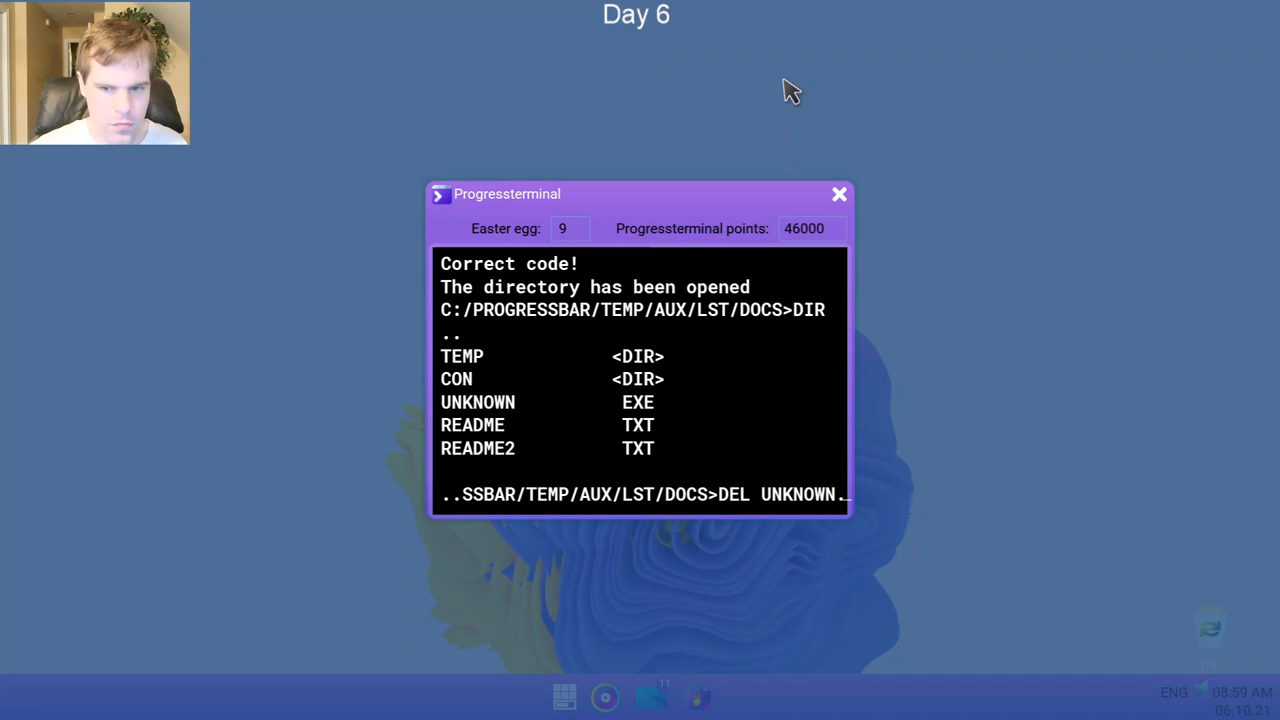 Day 6
Progressterminal
Easter egg: 9 Progressterminal points: 46000
Correct code!
The directory has been opened
C:/PROGRESSBAR/TEMP/AUX/LST/DOCS>DIR
..
TEMP <DIR>
CON <DIR>
UNKNOWN EXE
README TXT
README2 TXT
..SSBAR/TEMP/AUX/LST/DOCS>DEL UNKNOWN._
Bin
11
ENG 08:59 AM
06.10.21